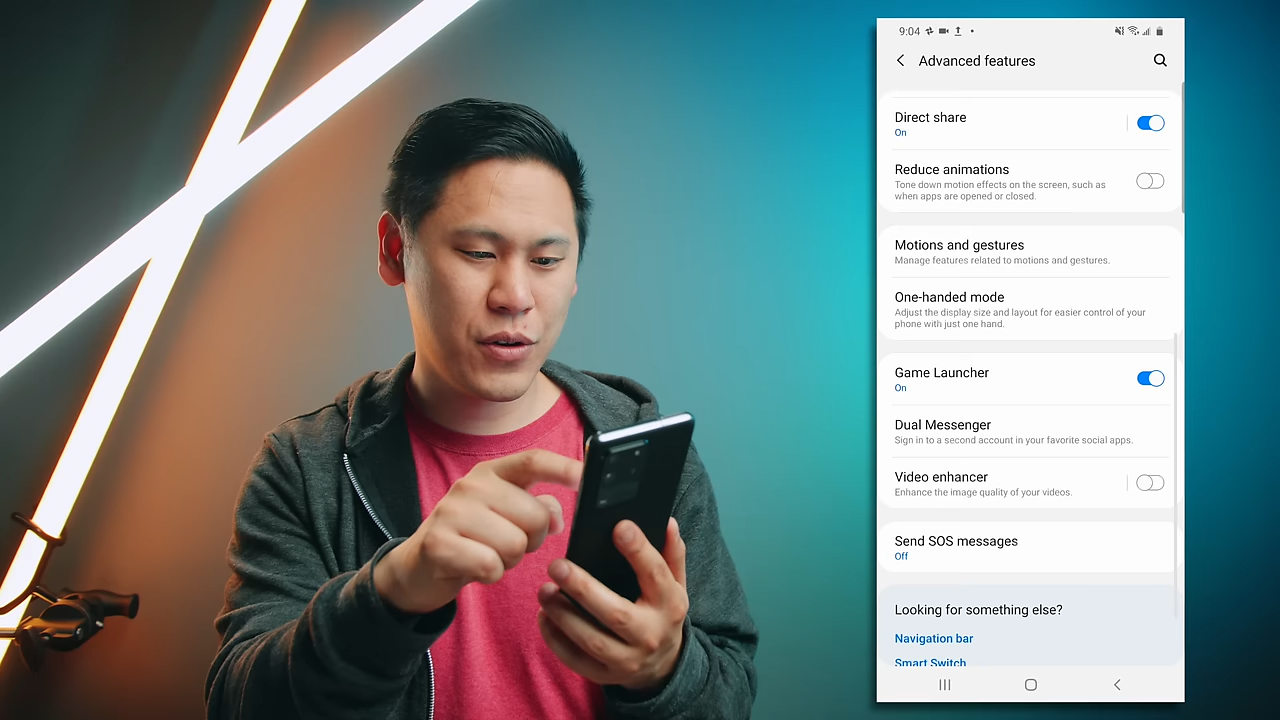 9:04
Advanced features
Direct share
On
Reduce animations
Tone down motion effects on the screen, such as
when apps are opened or closed.
Motions and gestures
Manage features related to motions and gestures.
One-handed mode
Adjust the display size and layout for easier control of your
phone with just one hand.
Game Launcher
On
Dual Messenger
Sign in to a second account in your favorite social apps.
Video enhancer
Enhance the image quality of your videos.
Send SOS messages
Off
Looking for something else?
Navigation bar
Smart Switch